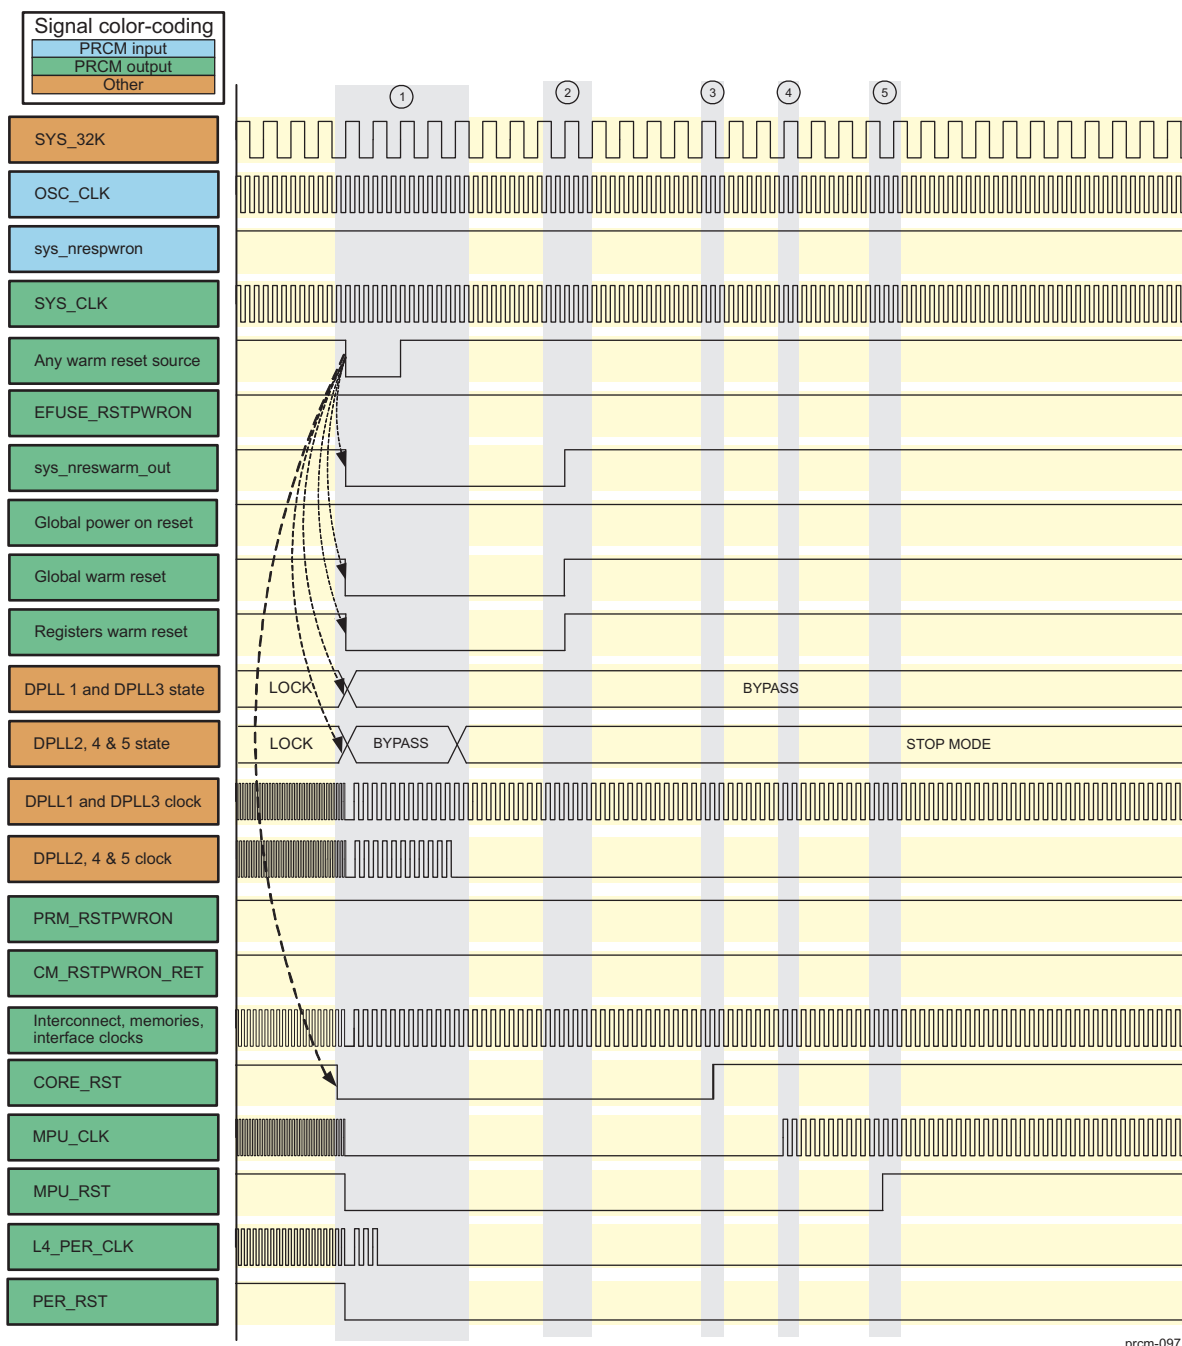 Signal color-coding
PRCM input
PRCM output
Other
1
2
3
4
5
SYS_32K
OSC_CLK
sys_nrespwron
SYS_CLK
Any warm reset source
EFUSE_RSTPWRON
sys_nreswarm_out
Global power on reset
Global warm reset
Registers warm reset
DPLL 1 and DPLL3 state
LOCK
BYPASS
DPLL2, 4 & 5 state
LOCK
BYPASS
STOP MODE
DPLL1 and DPLL3 clock
DPLL2, 4 & 5 clock
PRM_RSTPWRON
CM_RSTPWRON_RET
Interconnect, memories,
interface clocks
CORE_RST
MPU_CLK
MPU_RST
L4_PER_CLK
PER_RST
prcm-097